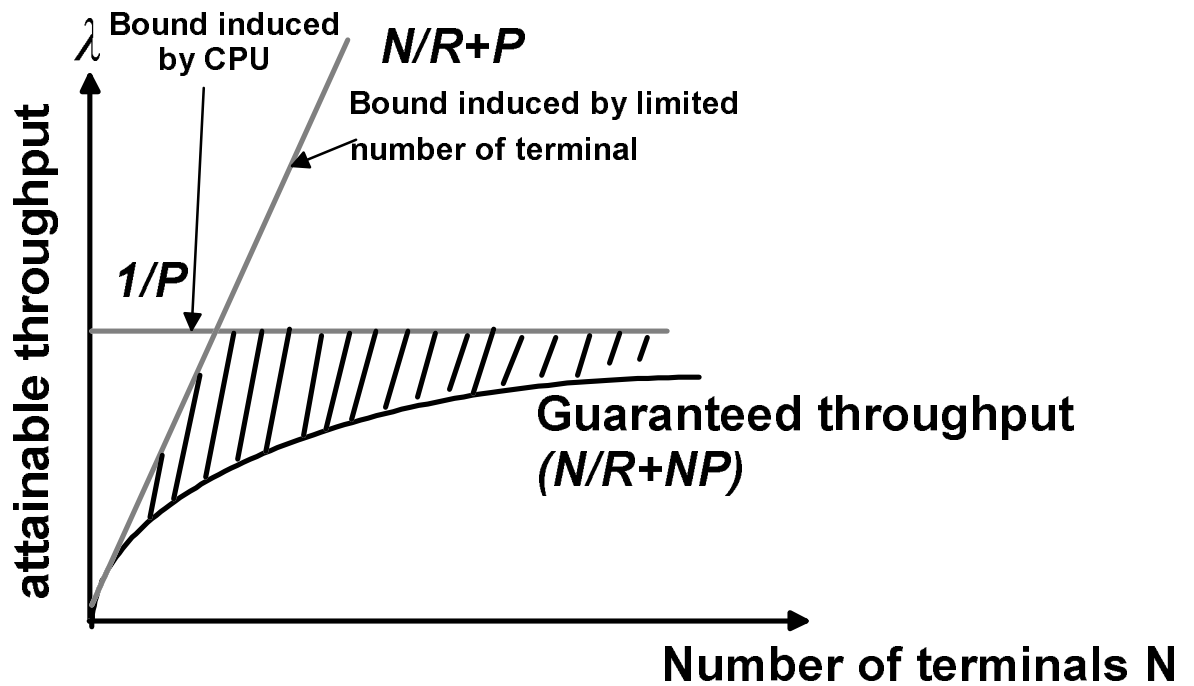 λ
Bound induced
by CPU
N/R+P
Bound induced by limited
number of terminal
attainable throughput
1/P
Guaranteed throughput
(N/R+NP)
Number of terminals N